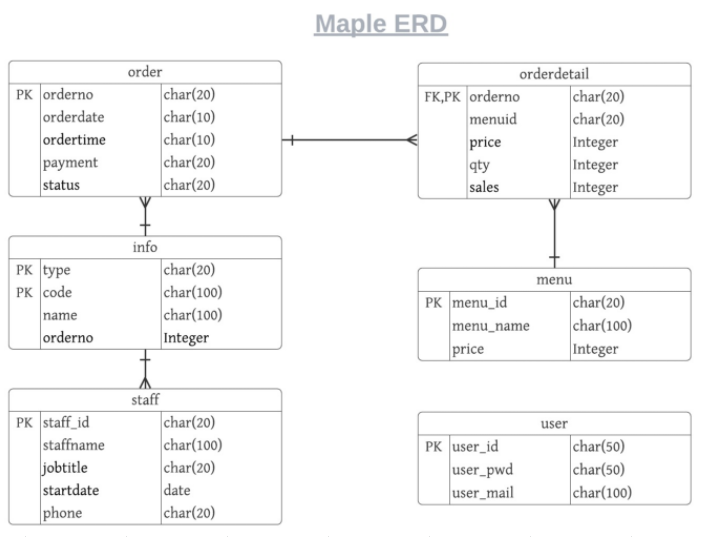 Maple ERD
order
PK orderno char(20)
orderdate char(10)
ordertime char(10)
payment char(20)
status char(20)
orderdetail
FK,PK orderno char(20)
menuid char(20)
price Integer
qty Integer
sales Integer
info
PK type char(20)
PK code char(100)
name char(100)
orderno Integer
menu
PK menu_id char(20)
menu_name char(100)
price Integer
staff
PK staff_id char(20)
staffname char(100)
jobtitle char(20)
startdate date
phone char(20)
user
PK user_id char(50)
user_pwd char(50)
user_mail char(100)